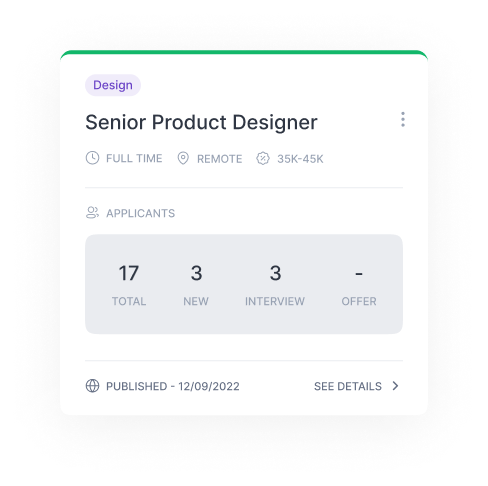 Design
Senior Product Designer
FULL TIME REMOTE 35K-45K
APPLICANTS
17 3 3 -
TOTAL NEW INTERVIEW OFFER
PUBLISHED - 12/09/2022 SEE DETAILS